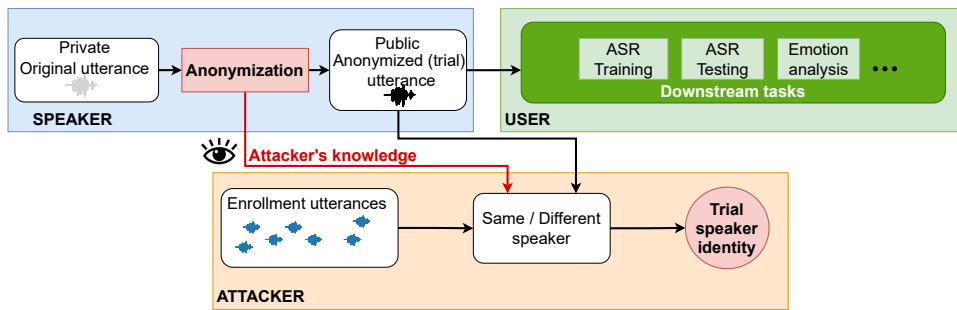 Private
Original utterance
Anonymization
Public
Anonymized (trial)
utterance
SPEAKER
ASR
Training
ASR
Testing
Emotion
analysis
Downstream tasks
USER
Attacker's knowledge
Enrollment utterances
Same / Different
speaker
Trial
speaker
identity
ATTACKER